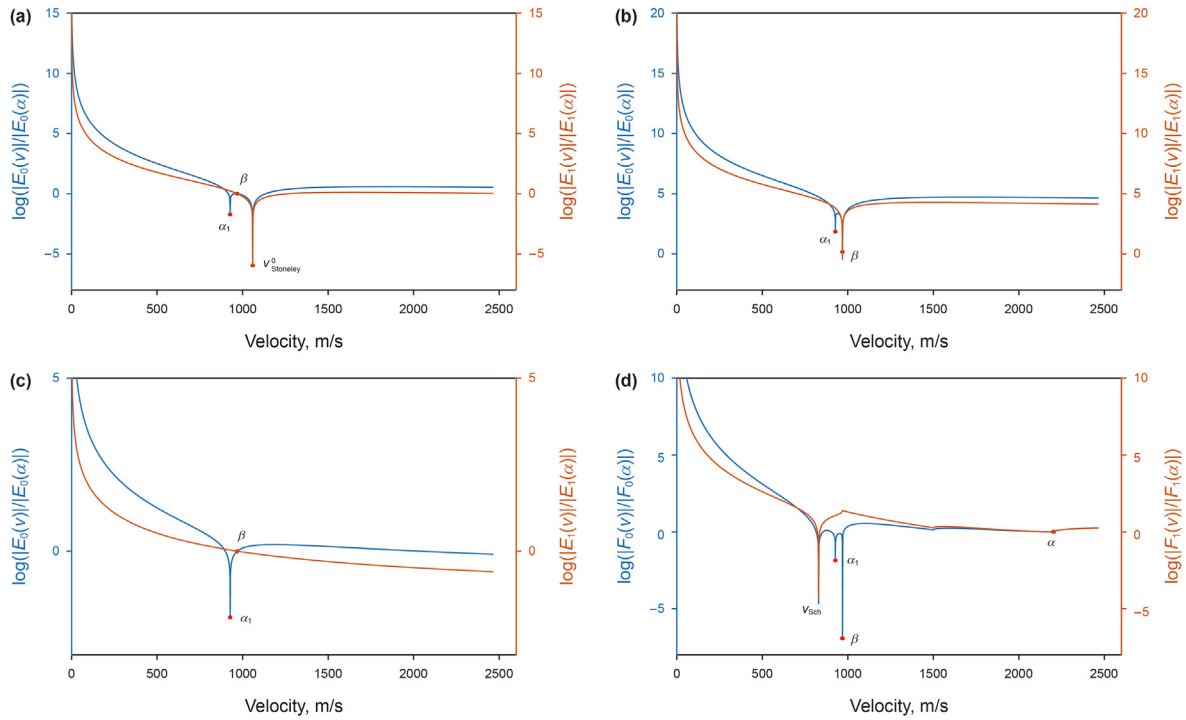 (a)
15
10
5
0
−5
log(|E₀(v)|/|E₀(α)|)
15
10
5
0
−5
log(|E₁(v)|/|E₁(α)|)
β
α₁
v⁰Stoneley
0 500 1000 1500 2000 2500
Velocity, m/s
(b)
20
15
10
5
0
log(|E₀(v)|/|E₀(α)|)
20
15
10
5
0
log(|E₁(v)|/|E₁(α)|)
α₁
β
0 500 1000 1500 2000 2500
Velocity, m/s
(c)
5
0
log(|E₀(v)|/|E₀(α)|)
5
0
log(|E₁(v)|/|E₁(α)|)
β
α₁
0 500 1000 1500 2000 2500
Velocity, m/s
(d)
10
5
0
−5
log(|F₀(v)|/|F₀(α)|)
10
5
0
−5
log(|F₁(v)|/|F₁(α)|)
α
α₁
vSch
β
0 500 1000 1500 2000 2500
Velocity, m/s